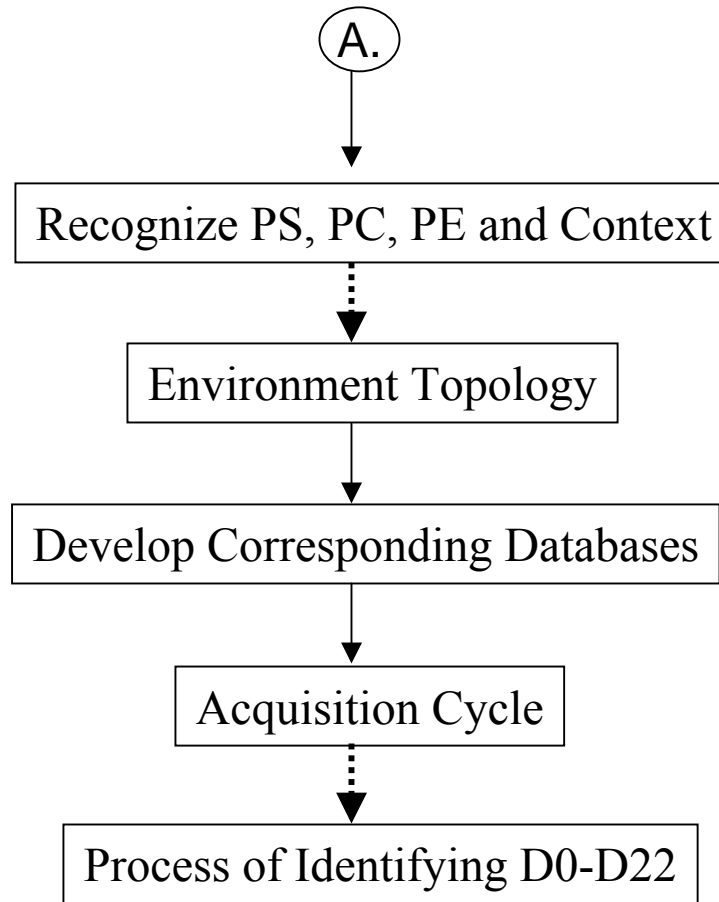 A.
Recognize PS, PC, PE and Context
Environment Topology
Develop Corresponding Databases
Acquisition Cycle
Process of Identifying D0-D22